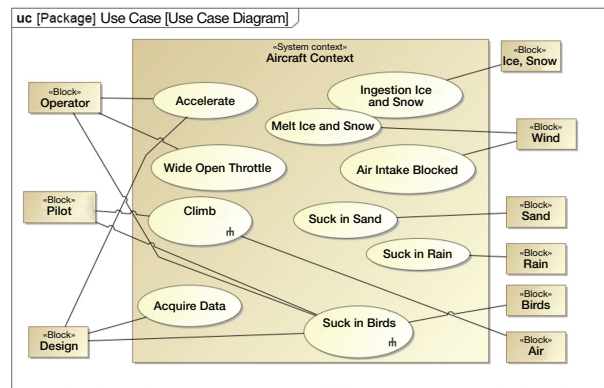 uc [Package] Use Case [Use Case Diagram]
«System context»
Aircraft Context
«Block»
Operator
«Block»
Pilot
«Block»
Design
Accelerate
Wide Open Throttle
Climb
Acquire Data
Ingestion Ice
and Snow
Melt Ice and Snow
Air Intake Blocked
Suck in Sand
Suck in Rain
Suck in Birds
«Block»
Ice, Snow
«Block»
Wind
«Block»
Sand
«Block»
Rain
«Block»
Birds
«Block»
Air